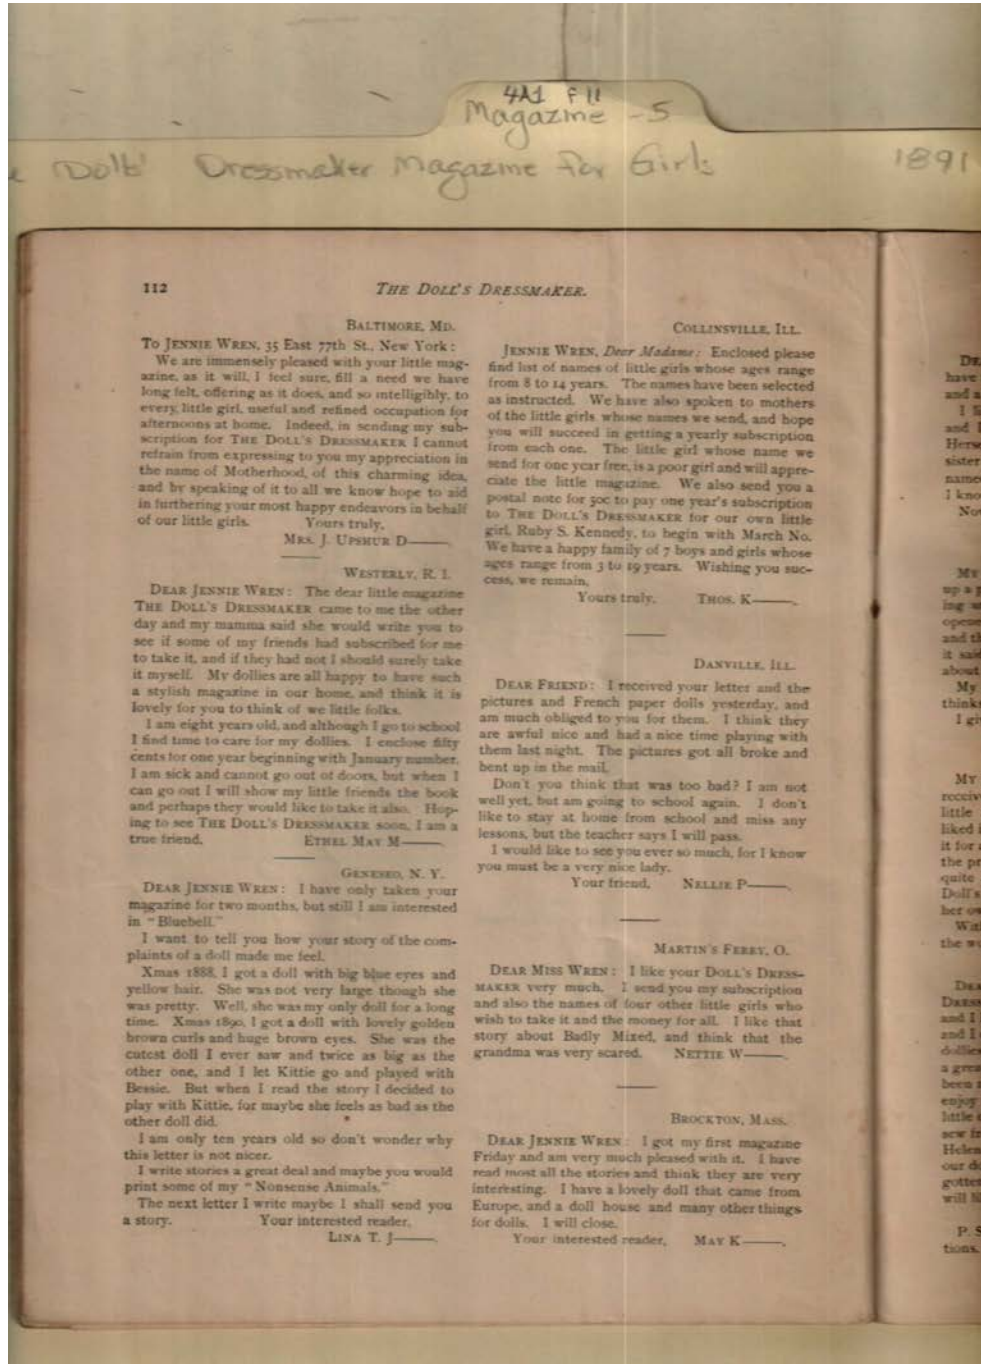 4A1 F 11
Magazine - 5
Dolls' Dressmaker Magazine for Girls 1891
112 THE DOLL'S DRESSMAKER.
BALTIMORE, MD.
To JENNIE WREN, 35 East 77th St., New York:
We are immensely pleased with your little mag-
azine, as it will, I feel sure, fill a need we have
long felt, offering as it does, and so intelligibly, to
every little girl, useful and refined occupation for
afternoons at home. Indeed, in sending my sub-
scription for THE DOLL'S DRESSMAKER I cannot
refrain from expressing to you my appreciation in
the name of Motherhood, of this charming idea,
and by speaking of it to all we know hope to aid
in furthering your most happy endeavors in behalf
of our little girls. Yours truly,
MRS. J. UPSHUR D——.
WESTERLY, R. I.
DEAR JENNIE WREN: The dear little magazine
THE DOLL'S DRESSMAKER came to me the other
day and my mamma said she would write you to
see if some of my friends had subscribed for me
to take it, and if they had not I should surely take
it myself. My dollies are all happy to have such
a stylish magazine in our home, and think it is
lovely for you to think of we little folks.
I am eight years old, and although I go to school
I find time to care for my dollies. I enclose fifty
cents for one year beginning with January number.
I am sick and cannot go out of doors, but when I
can go out I will show my little friends the book
and perhaps they would like to take it also. Hop-
ing to see THE DOLL'S DRESSMAKER soon, I am a
true friend, ETHEL MAY M——.
GENESEO, N. Y.
DEAR JENNIE WREN: I have only taken your
magazine for two months, but still I am interested
in "Bluebell."
I want to tell you how your story of the com-
plaints of a doll made me feel.
Xmas 1888, I got a doll with big blue eyes and
yellow hair. She was not very large though she
was pretty. Well, she was my only doll for a long
time. Xmas 1890, I got a doll with lovely golden
brown curls and huge brown eyes. She was the
cutest doll I ever saw and twice as big as the
other one, and I let Kittie go and played with
Bessie. But when I read the story I decided to
play with Kittie, for maybe she feels as bad as the
other doll did.
I am only ten years old so don't wonder why
this letter is not nicer.
I write stories a great deal and maybe you would
print some of my "Nonsense Animals."
The next letter I write maybe I shall send you
a story. Your interested reader,
LINA T. J——.
COLLINSVILLE, ILL.
JENNIE WREN, Dear Madame: Enclosed please
find list of names of little girls whose ages range
from 8 to 14 years. The names have been selected
as instructed. We have also spoken to mothers
of the little girls whose names we send, and hope
you will succeed in getting a yearly subscription
from each one. The little girl whose name we
send for one year free, is a poor girl and will appre-
ciate the little magazine. We also send you a
postal note for 50c to pay one year's subscription
to THE DOLL'S DRESSMAKER for our own little
girl, Ruby S. Kennedy, to begin with March No.
We have a happy family of 7 boys and girls whose
ages range from 3 to 19 years. Wishing you suc-
cess, we remain,
Yours truly, THOS. K——.
DANVILLE, ILL.
DEAR FRIEND: I received your letter and the
pictures and French paper dolls yesterday, and
am much obliged to you for them. I think they
are awful nice and had a nice time playing with
them last night. The pictures got all broke and
bent up in the mail.
Don't you think that was too bad? I am not
well yet, but am going to school again. I don't
like to stay at home from school and miss any
lessons, but the teacher says I will pass.
I would like to see you ever so much, for I know
you must be a very nice lady.
Your friend, NELLIE P——.
MARTIN'S FERRY, O.
DEAR MISS WREN: I like your DOLL'S DRESS-
MAKER very much. I send you my subscription
and also the names of four other little girls who
wish to take it and the money for all. I like that
story about Badly Mixed, and think that the
grandma was very scared. NETTIE W——.
BROCKTON, MASS.
DEAR JENNIE WREN: I got my first magazine
Friday and am very much pleased with it. I have
read most all the stories and think they are very
interesting. I have a lovely doll that came from
Europe, and a doll house and many other things
for dolls. I will close.
Your interested reader, MAY K——.